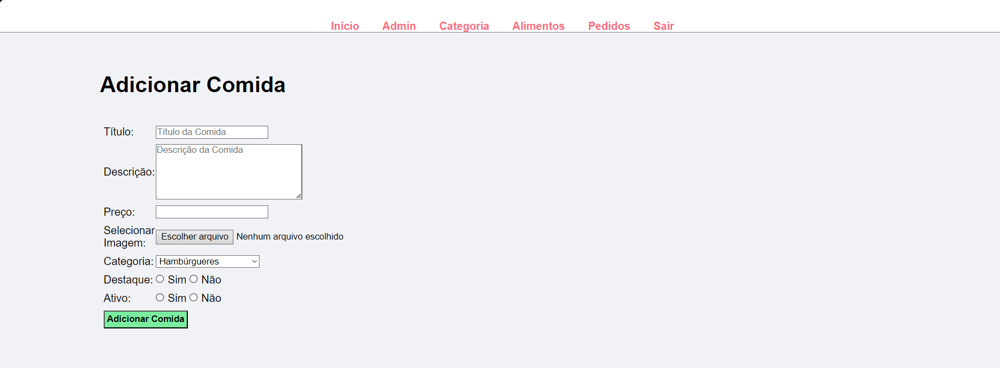 Início Admin Categoria Alimentos Pedidos Sair
Adicionar Comida
Título: Título da Comida
Descrição: Descrição da Comida
Preço:
Selecionar
Imagem: Escolher arquivo Nenhum arquivo escolhido
Categoria: Hambúrgueres
Destaque: Sim Não
Ativo: Sim Não
Adicionar Comida